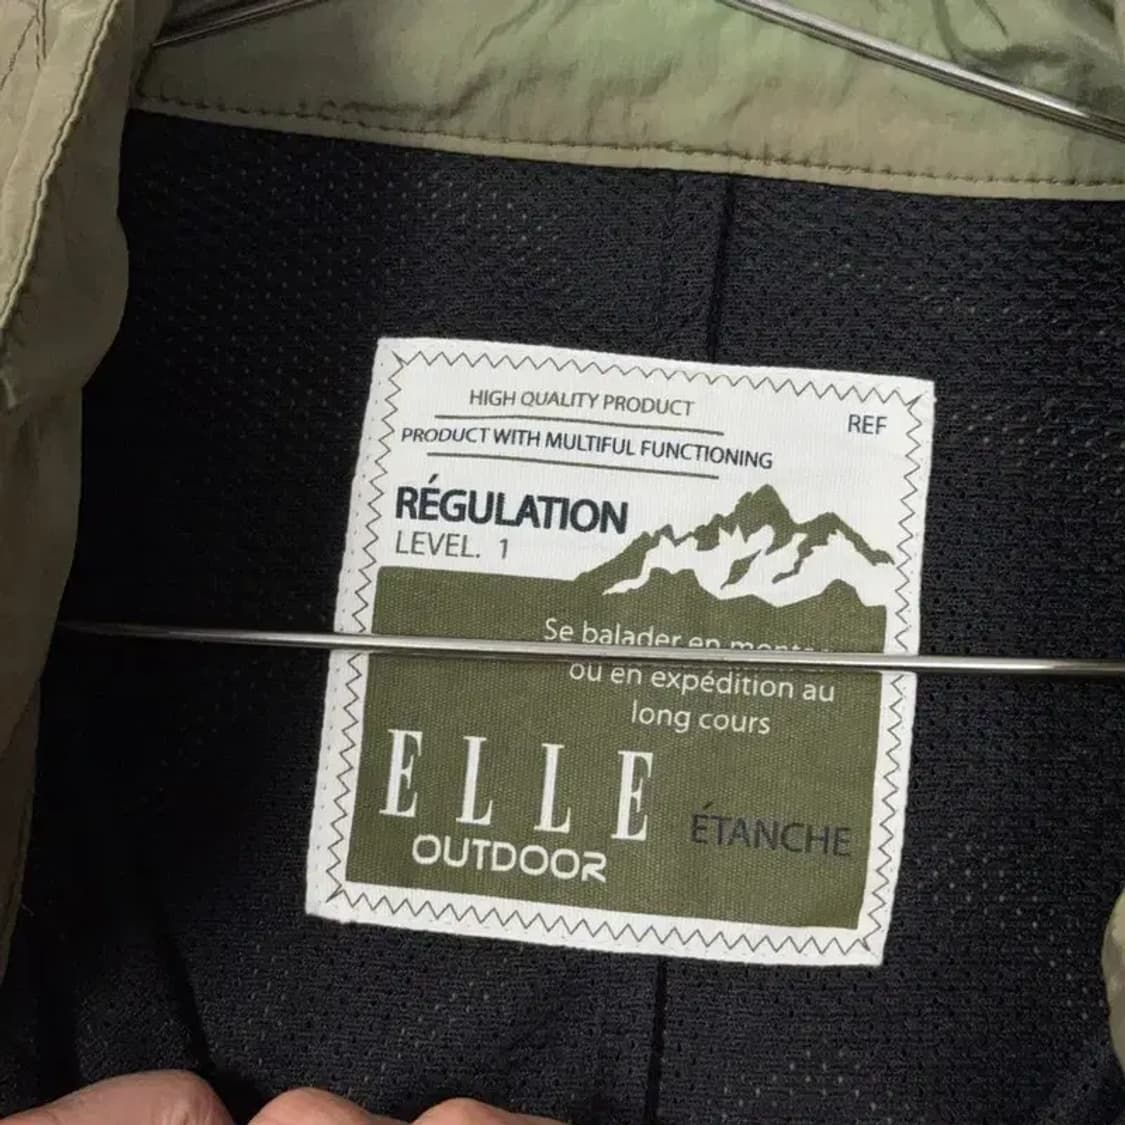 HIGH QUALITY PRODUCT
REF
PRODUCT WITH MULTIFUL FUNCTIONING
RÉGULATION
LEVEL. 1
Se balader en
ou en expédition au
long cours
ELLE
OUTDOOR
ÉTANCHE